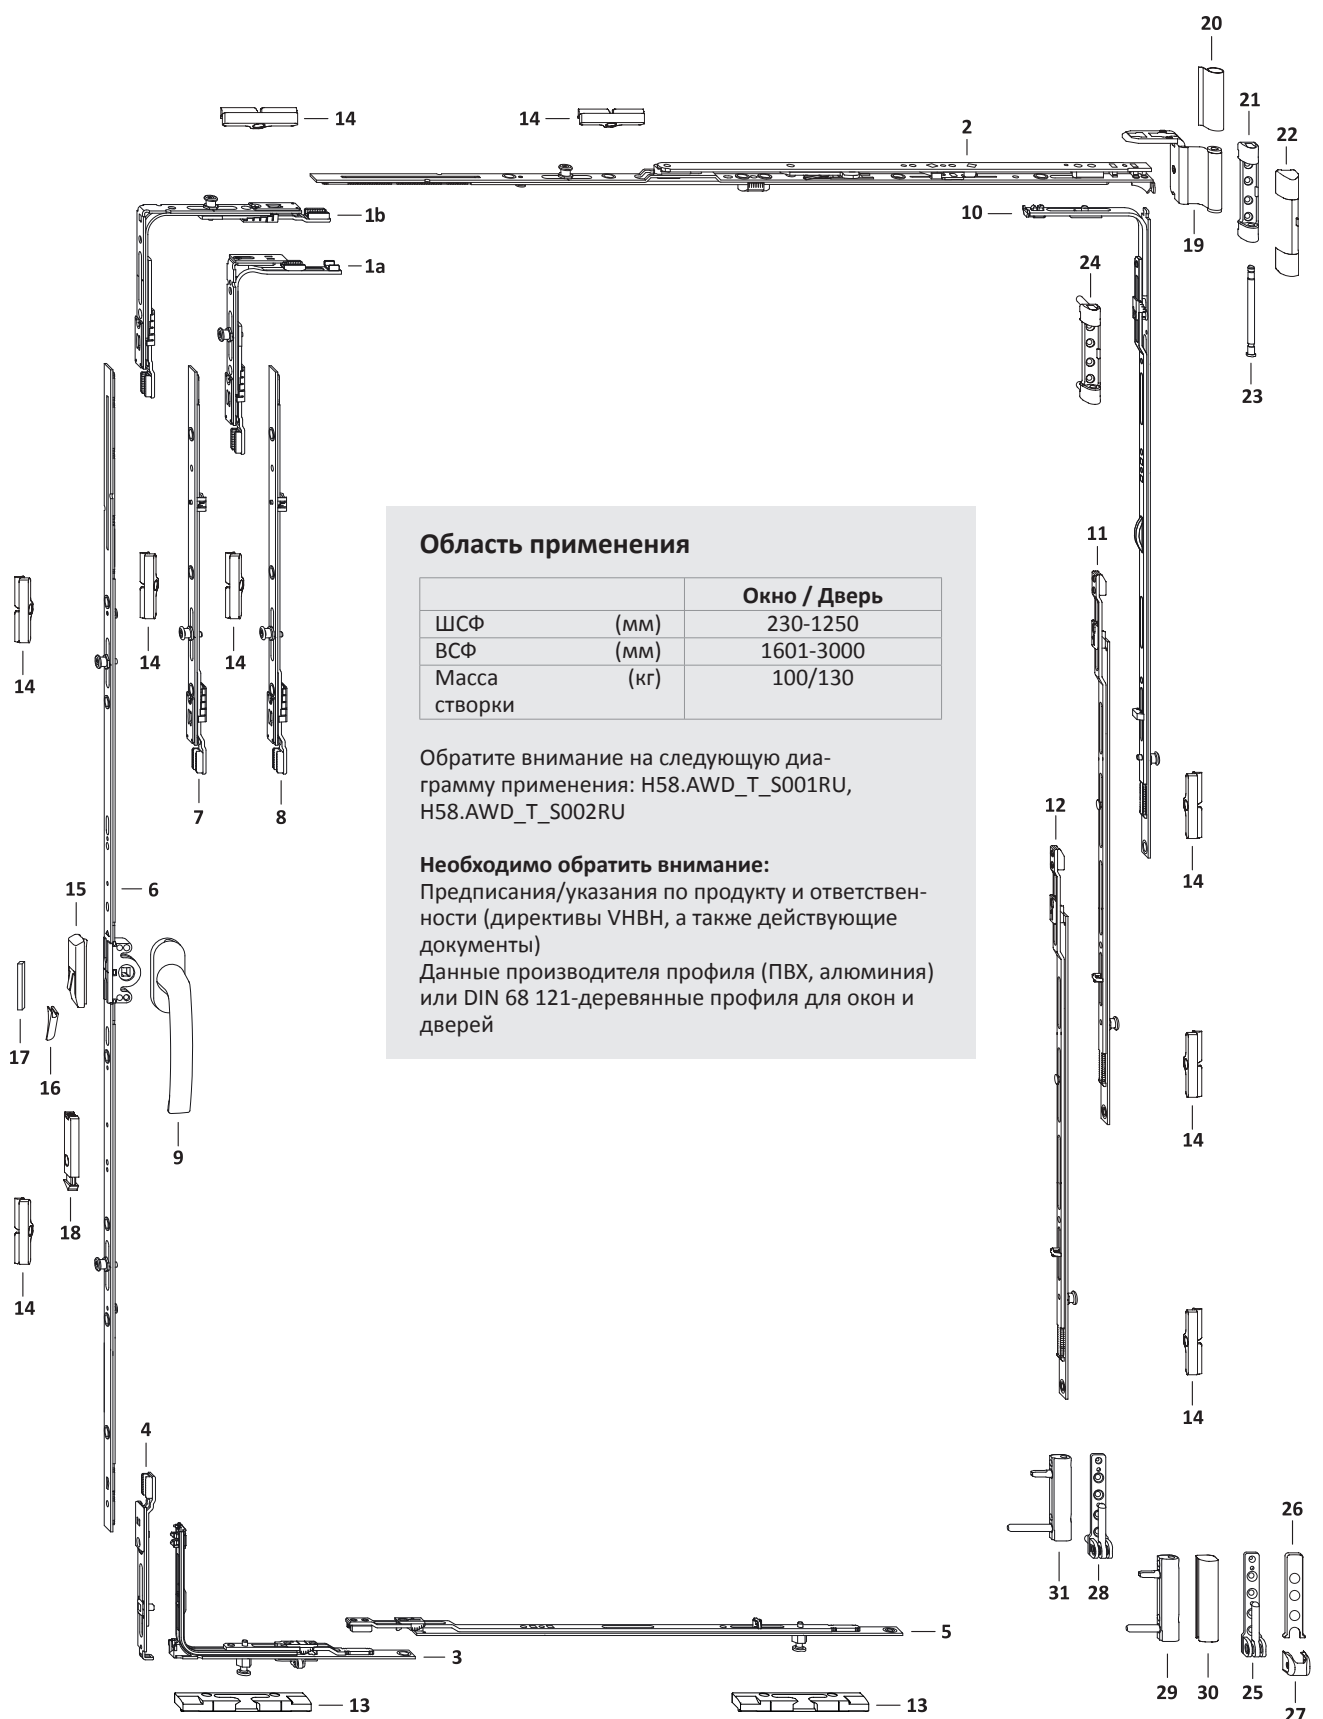 20
21
14
14
2
22
1b
10
1a
19
24
23
Область применения
Окно / Дверь
ШСФ (мм) 230-1250
ВСФ (мм) 1601-3000
Масса (кг) 100/130
створки
Обратите внимание на следующую диа-
грамму применения: H58.AWD_T_S001RU,
H58.AWD_T_S002RU
Необходимо обратить внимание:
Предписания/указания по продукту и ответствен-
ности (директивы VHBH, а также действующие
документы)
Данные производителя профиля (ПВХ, алюминия)
или DIN 68 121-деревянные профиля для окон и
дверей
11
14
14
14
7
8
12
14
15
6
17
16
9
14
18
14
14
4
26
31
28
5
3
29
30
25
27
13
13